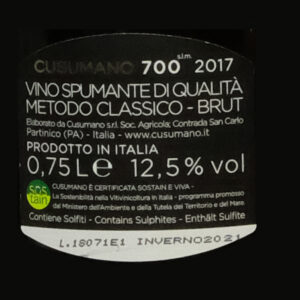 CUSUMANO 700 s.l.m. 2017
VINO SPUMANTE DI QUALITÀ
METODO CLASSICO - BRUT
Elaborato da Cusumano s.r.l. Soc. Agricola; Contrada San Carlo
Partinico (PA) - Italia - www.cusumano.it
PRODOTTO IN ITALIA
0,75L e 12,5% vol
sos
tain
CUSUMANO È CERTIFICATA SOSTAIN E VIVA -
La Sostenibilità nella Vitivinicoltura in Italia - programma promosso
dal Ministero dell'Ambiente e della Tutela del Territorio e del Mare.
Contiene Solfiti - Contains Sulphites - Enthält Sulfite
L.18071E1 INVERNO2021